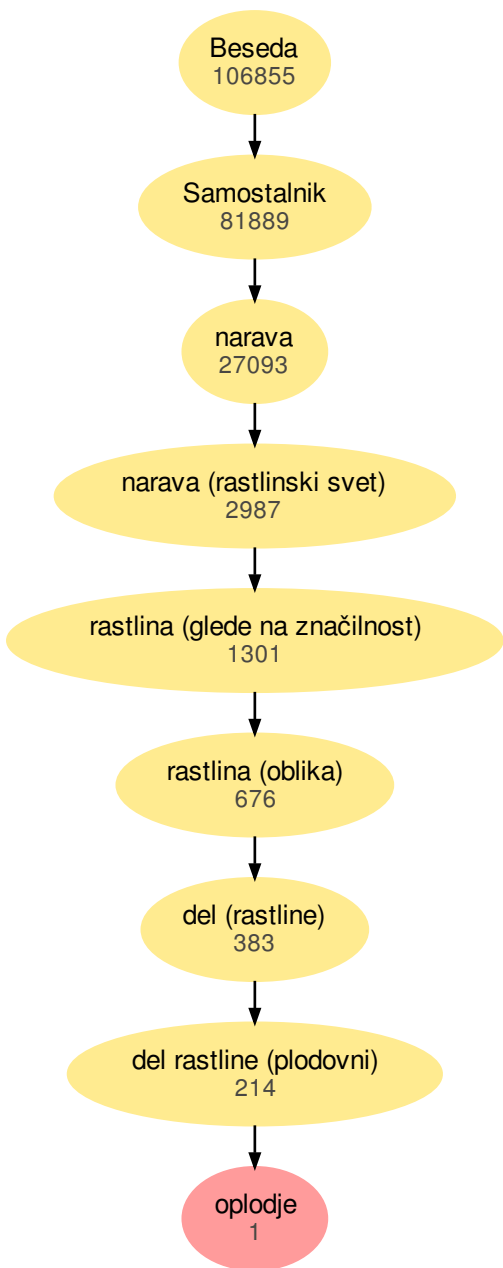 Beseda
106855
Samostalnik
81889
narava
27093
narava (rastlinski svet)
2987
rastlina (glede na značilnost)
1301
rastlina (oblika)
676
del (rastline)
383
del rastline (plodovni)
214
oplodje
1